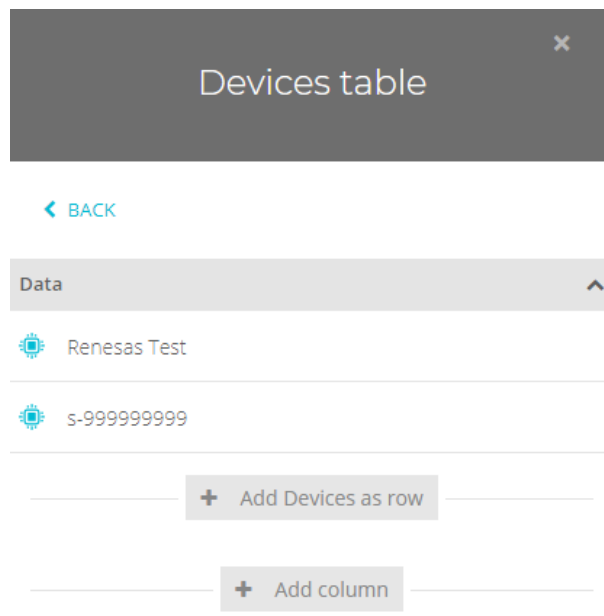 Devices table
BACK
Data
Renesas Test
s-999999999
Add Devices as row
Add column